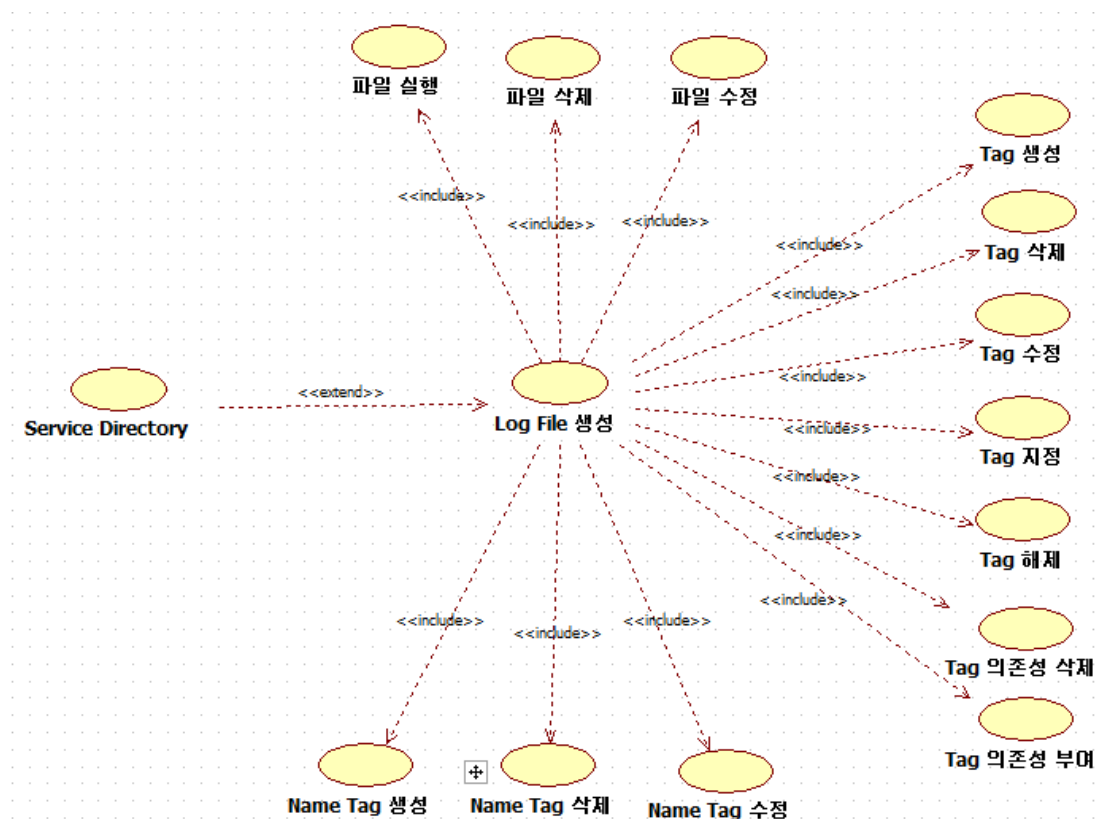 파일 실행
파일 삭제
파일 수정
Tag 생성
<<include>>
<<include>>
<<include>>
<<include>>
Tag 삭제
<<include>>
Tag 수정
<<include>>
Service Directory
<<extend>>
Log File 생성
Tag 지정
<<include>>
<<include>>
Tag 해제
<<include>>
Tag 의존성 삭제
<<include>>
Tag 의존성 부여
<<include>>
<<include>>
<<include>>
Name Tag 생성
Name Tag 삭제
Name Tag 수정